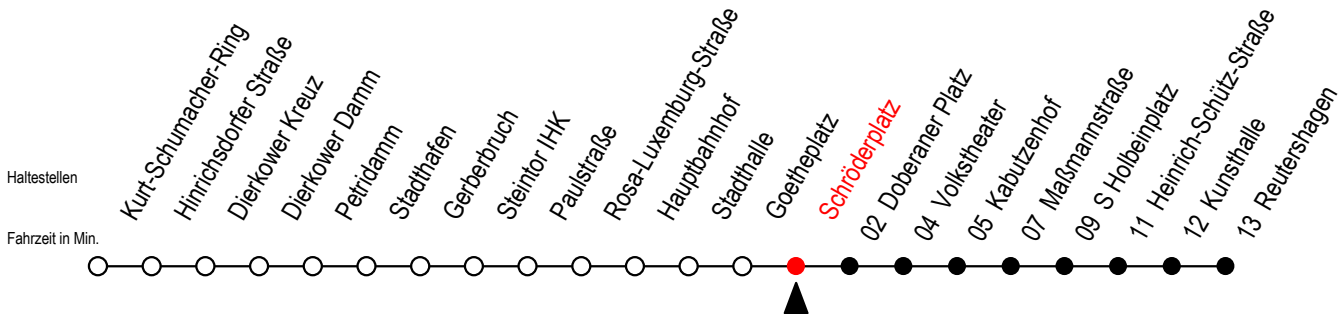 Haltestellen
Fahrzeit in Min.
Kurt-Schumacher-Ring
Hinrichsdorfer Straße
Dierkower Kreuz
Dierkower Damm
Petridamm
Stadthafen
Gerberbruch
Steintor IHK
Paulstraße
Rosa-Luxemburg-Straße
Hauptbahnhof
Stadthalle
Goetheplatz
Schröderplatz
02 Doberaner Platz
04 Volkstheater
05 Kabutzenhof
07 Maßmannstraße
09 S Holbeinplatz
11 Heinrich-Schütz-Straße
12 Kunsthalle
13 Reutershagen